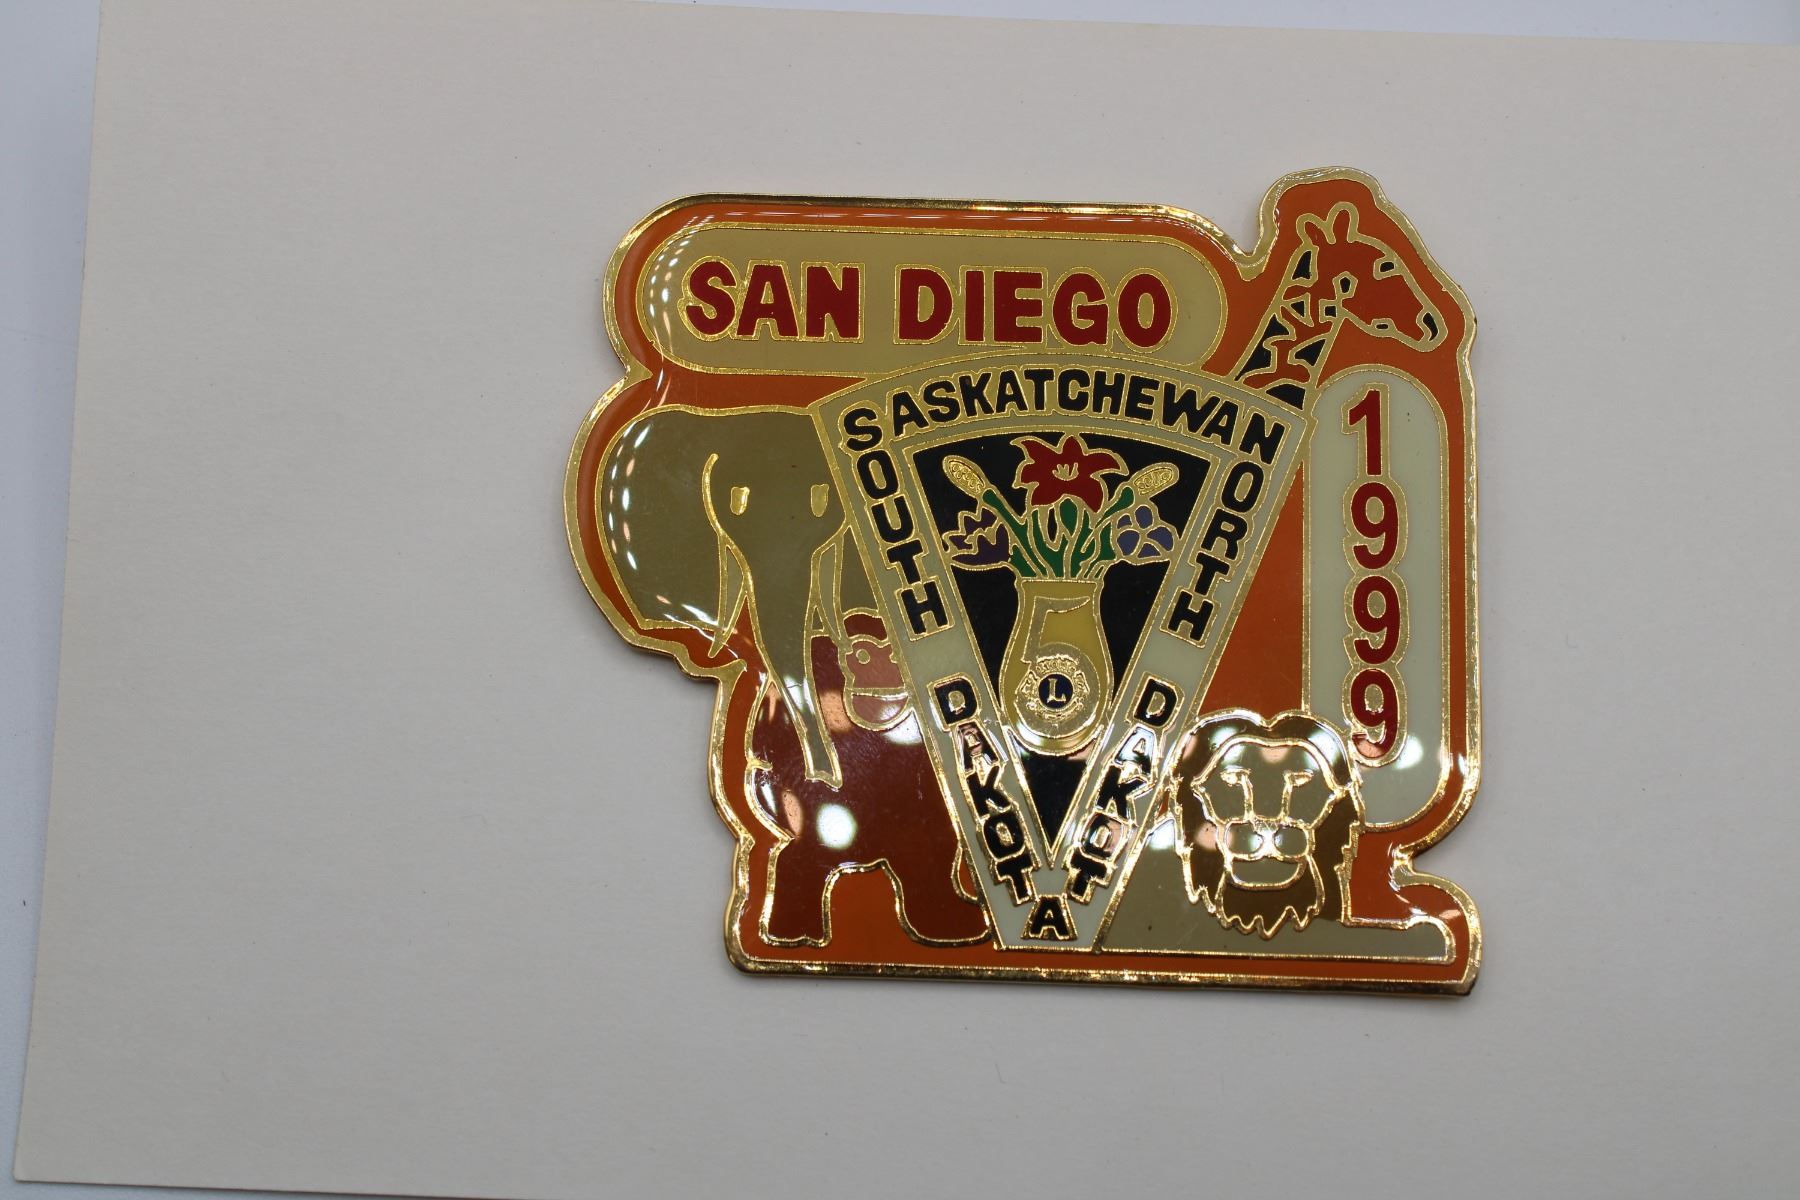 SAN DIEGO
1999
SASKATCHEWAN
SOUTH DAKOTA
NORTH DAKOTA
5
L